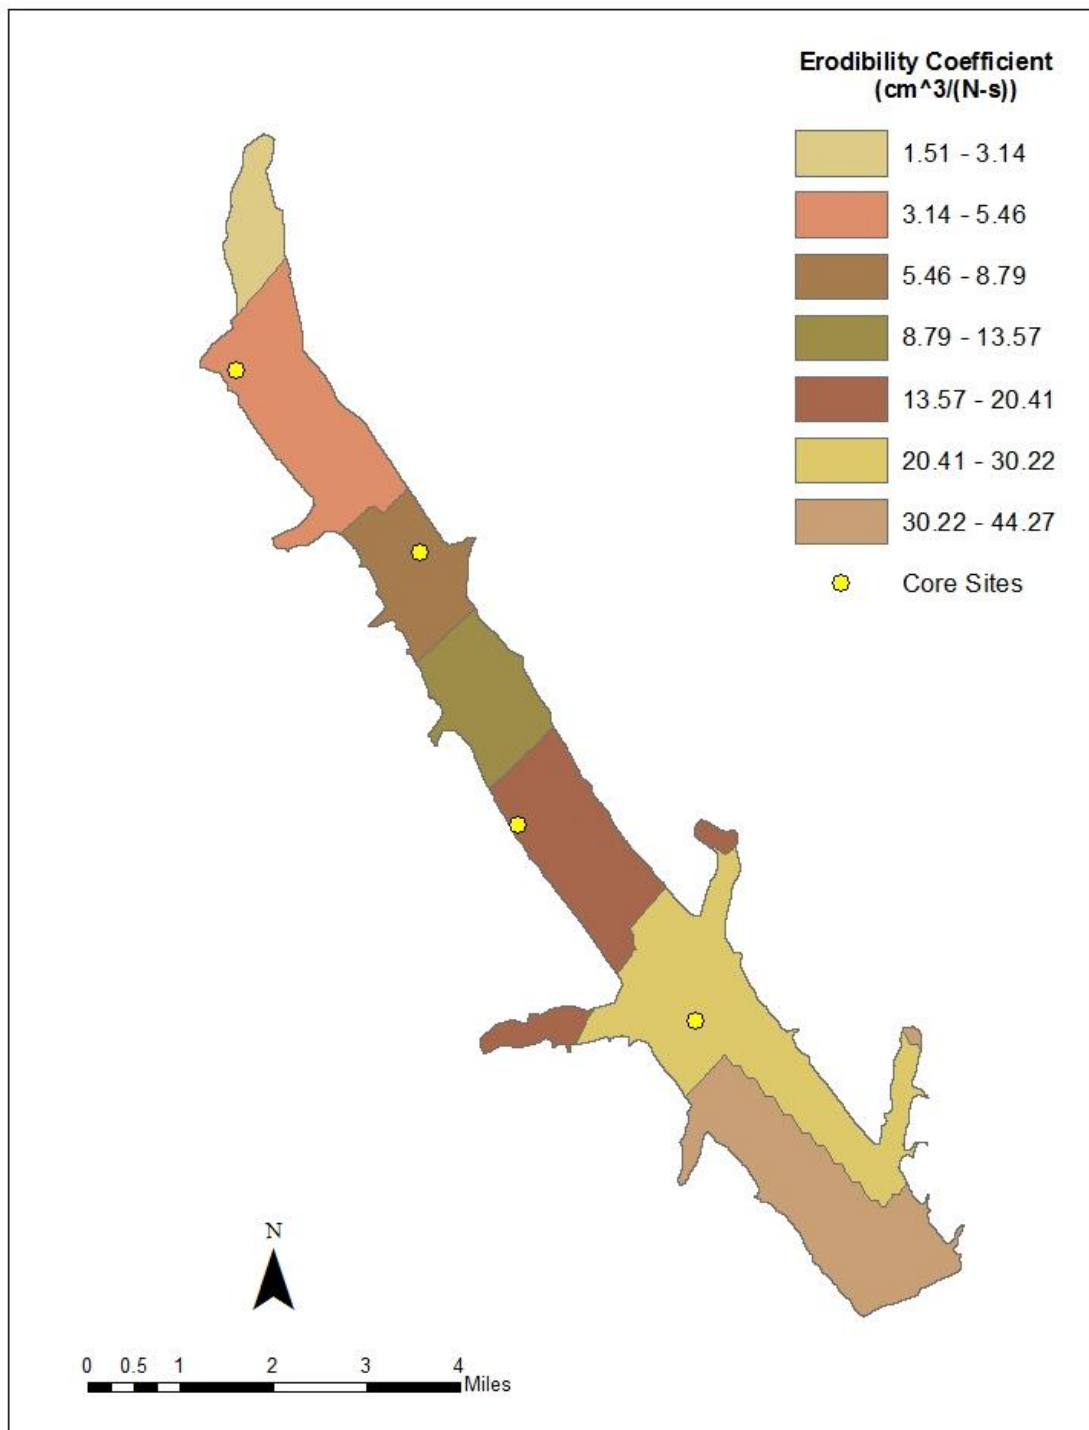 Erodibility Coefficient
(cm^3/(N-s))
1.51 - 3.14
3.14 - 5.46
5.46 - 8.79
8.79 - 13.57
13.57 - 20.41
20.41 - 30.22
30.22 - 44.27
Core Sites
N
0 0.5 1 2 3 4
Miles